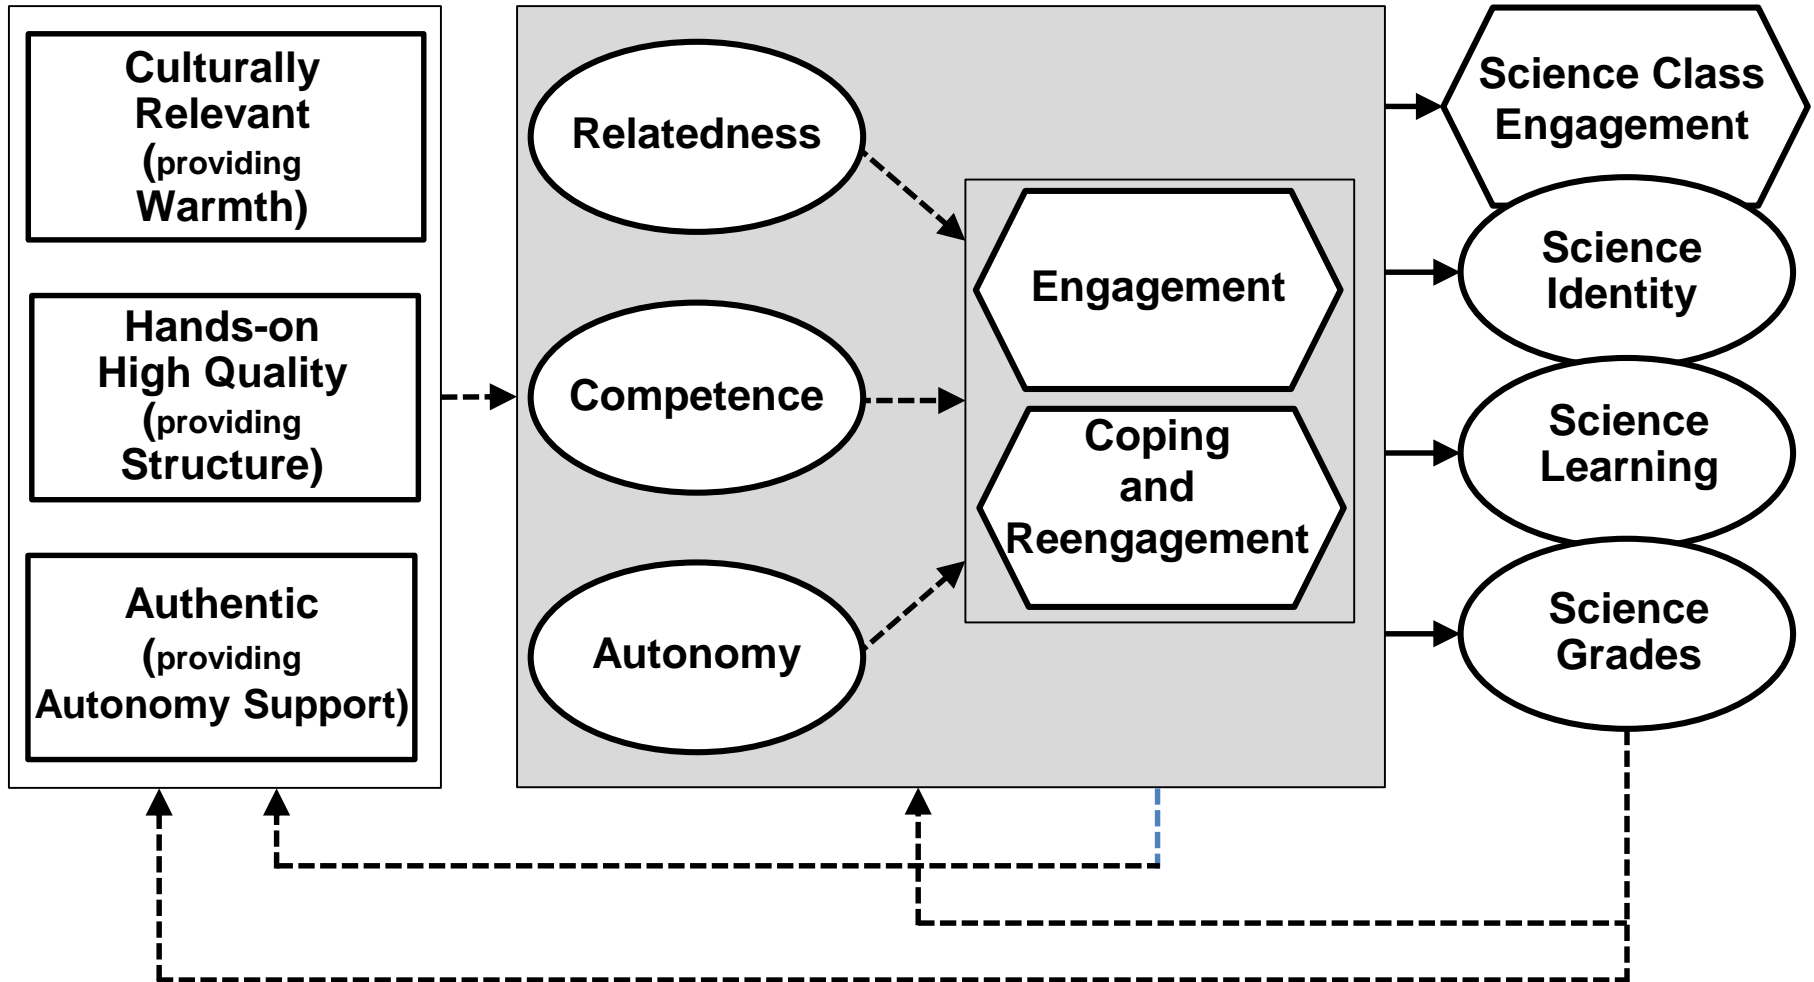 Culturally
Relevant
(providing
Warmth)
Hands-on
High Quality
(providing
Structure)
Authentic
(providing
Autonomy Support)
Relatedness
Competence
Autonomy
Engagement
Coping
and
Reengagement
Science Class
Engagement
Science
Identity
Science
Learning
Science
Grades